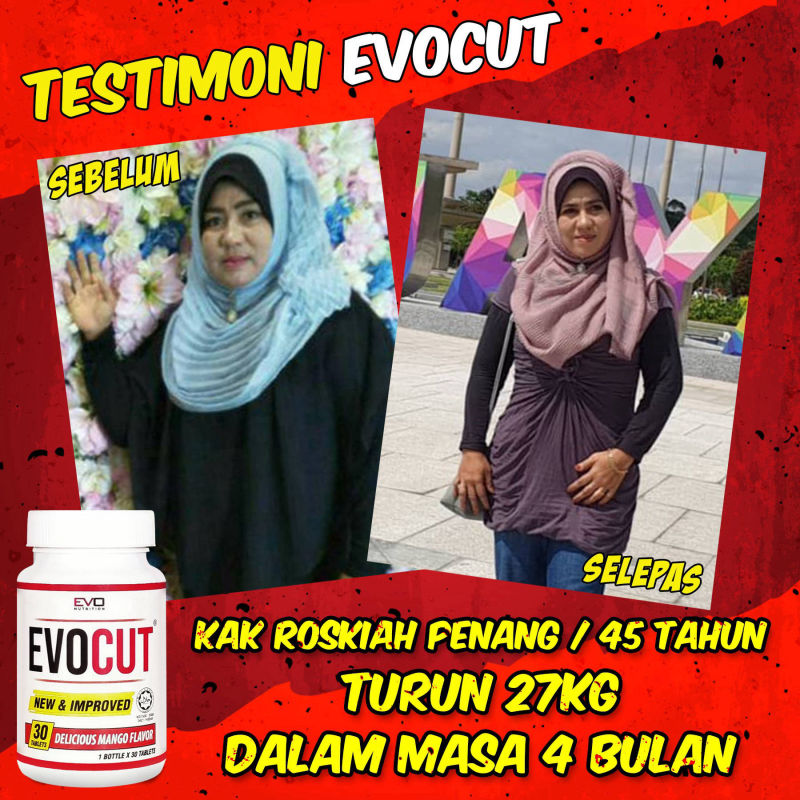 TESTIMONI EVOCUT
SEBELUM
SELEPAS
KAK ROSKIAH PENANG / 45 TAHUN
TURUN 27KG
DALAM MASA 4 BULAN
EVO
NUTRITION
EVOCUT®
NEW & IMPROVED
30
TABLETS
DELICIOUS MANGO FLAVOR
1 BOTTLE X 30 TABLETS